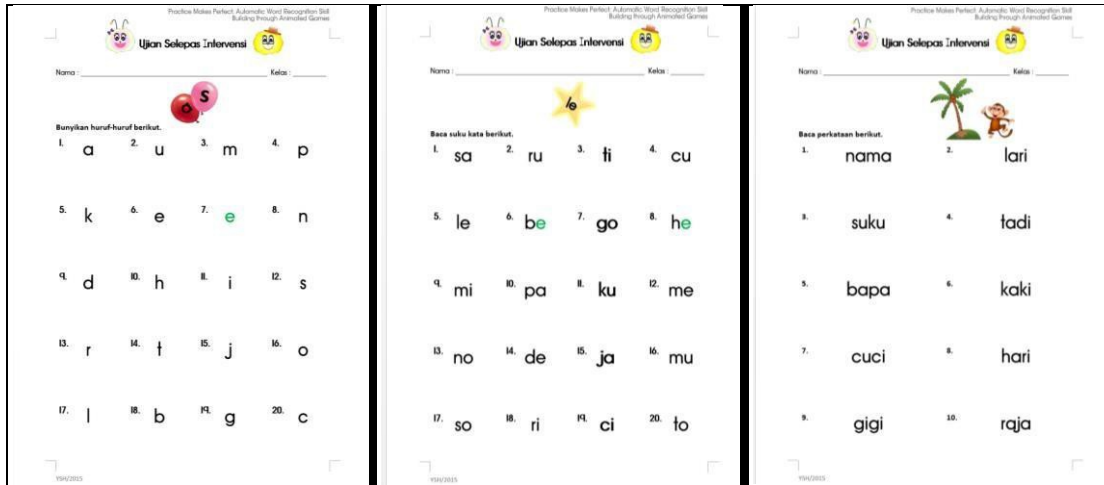 Practice Makes Perfect: Automatic Word Recognition Skill
Building through Animated Games
Ujian Selepas Intervensi
Nama : Kelas :
a s
Bunyikan huruf-huruf berikut.
1. a 2. u 3. m 4. p
5. k 6. e 7. e 8. n
9. d 10. h 11. i 12. s
13. r 14. t 15. j 16. o
17. l 18. b 19. g 20. c
YSH/2015
Practice Makes Perfect: Automatic Word Recognition Skill
Building through Animated Games
Ujian Selepas Intervensi
Nama : Kelas :
le
Baca suku kata berikut.
1. sa 2. ru 3. ti 4. cu
5. le 6. be 7. go 8. he
9. mi 10. pa 11. ku 12. me
13. no 14. de 15. ja 16. mu
17. so 18. ri 19. ci 20. to
YSH/2015
Practice Makes Perfect: Automatic Word Recognition Skill
Building through Animated Games
Ujian Selepas Intervensi
Nama : Kelas :
Baca perkataan berikut.
1. nama 2. lari
3. suku 4. tadi
5. bapa 6. kaki
7. cuci 8. hari
9. gigi 10. raja
YSH/2015